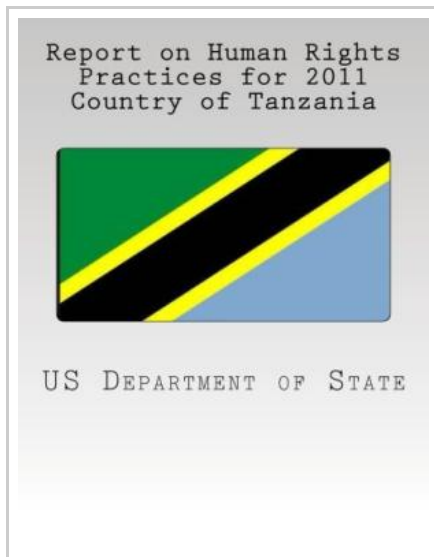 Report on Human Rights
Practices for 2011
Country of Tanzania
US DEPARTMENT OF STATE